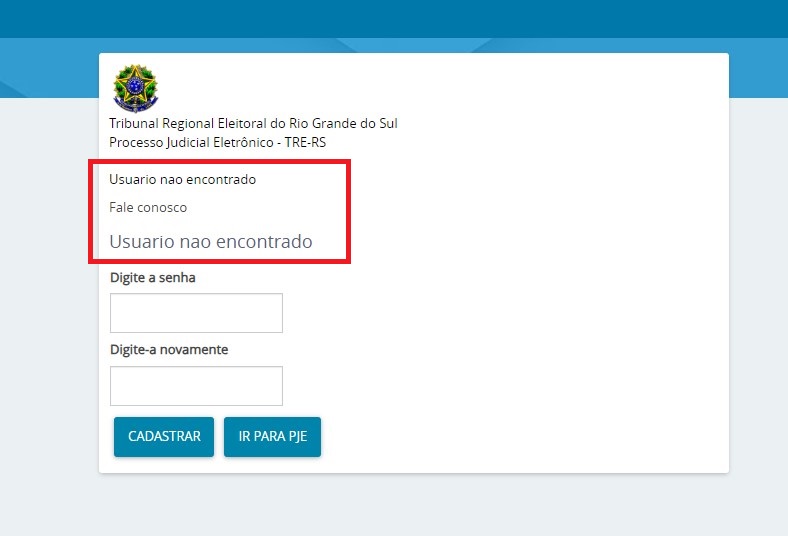 Tribunal Regional Eleitoral do Rio Grande do Sul
Processo Judicial Eletrônico - TRE-RS
Usuario nao encontrado
Fale conosco
Usuario nao encontrado
Digite a senha
Digite-a novamente
CADASTRAR IR PARA PJE